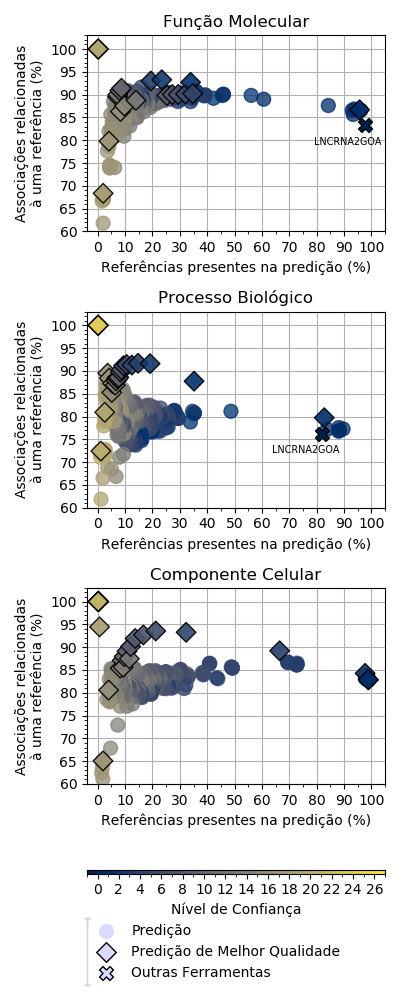 Função Molecular
100
95
90
85
80
75
70
65
60
Associações relacionadas
à uma referência (%)
LNCRNA2GOA
0 10 20 30 40 50 60 70 80 90 100
Referências presentes na predição (%)
Processo Biológico
100
95
90
85
80
75
70
65
60
Associações relacionadas
à uma referência (%)
LNCRNA2GOA
0 10 20 30 40 50 60 70 80 90 100
Referências presentes na predição (%)
Componente Celular
100
95
90
85
80
75
70
65
60
Associações relacionadas
à uma referência (%)
0 10 20 30 40 50 60 70 80 90 100
Referências presentes na predição (%)
0 2 4 6 8 10 12 14 16 18 20 22 24 26
Nível de Confiança
Predição
Predição de Melhor Qualidade
Outras Ferramentas